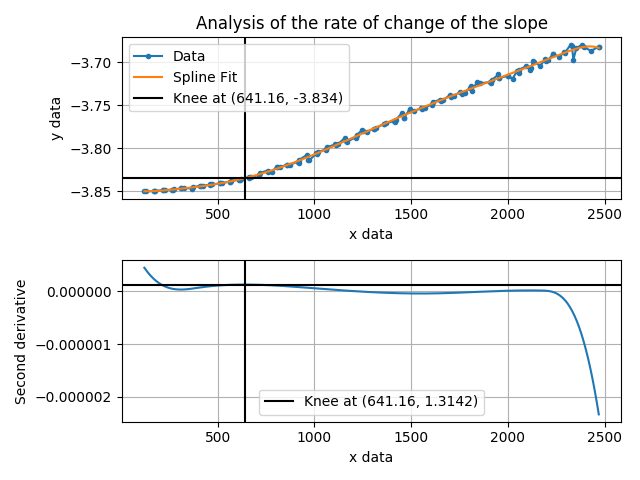 Analysis of the rate of change of the slope
−3.70
−3.75
−3.80
−3.85
y data
Data
Spline Fit
Knee at (641.16, -3.834)
500
1000
1500
2000
2500
x data
0.000000
−0.000001
−0.000002
Second derivative
Knee at (641.16, 1.3142)
500
1000
1500
2000
2500
x data